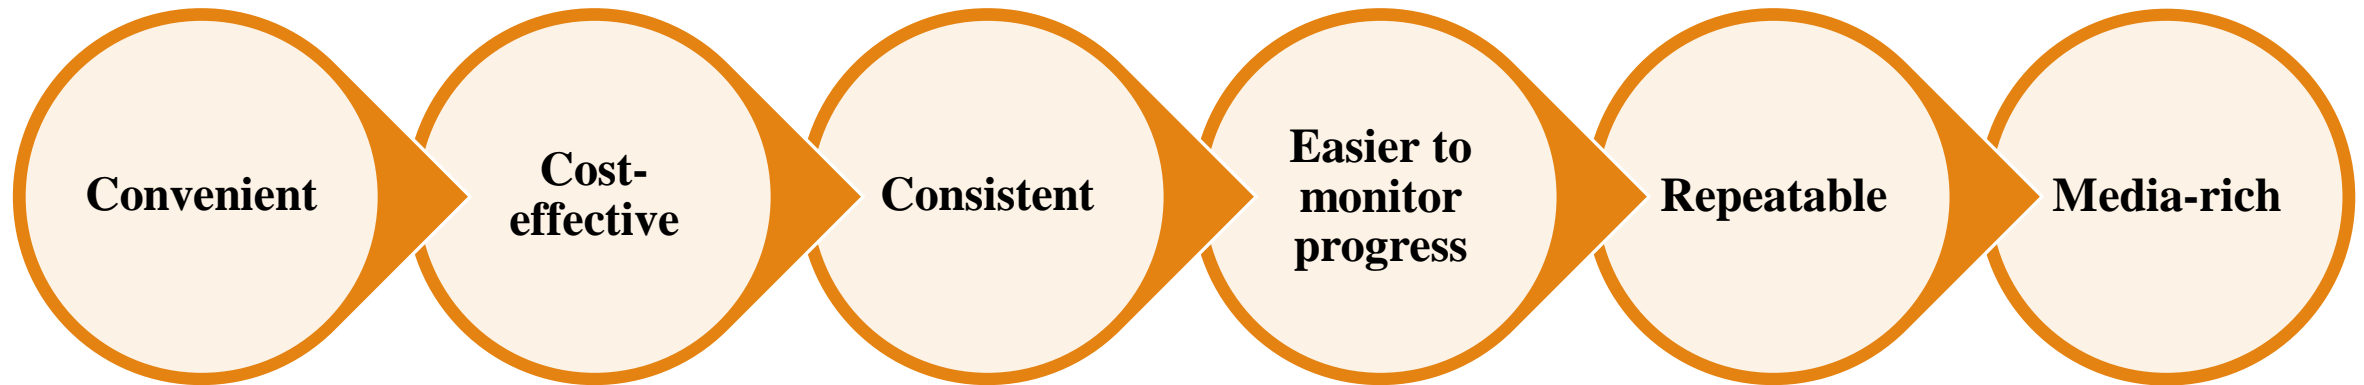 Convenient
Cost-
effective
Consistent
Easier to
monitor
progress
Repeatable
Media-rich